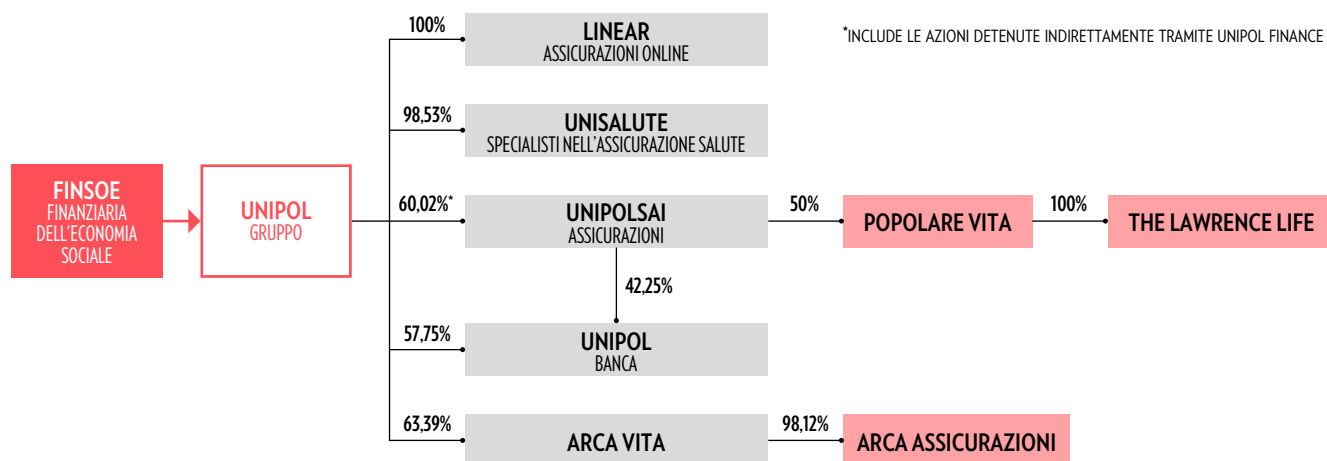 100%
LINEAR
ASSICURAZIONI ONLINE
*INCLUDE LE AZIONI DETENUTE INDIRETTAMENTE TRAMITE UNIPOL FINANCE
98,53%
UNISALUTE
SPECIALISTI NELL'ASSICURAZIONE SALUTE
FINSOE
FINANZIARIA
DELL'ECONOMIA
SOCIALE
UNIPOL
GRUPPO
60,02%*
UNIPOLSAI
ASSICURAZIONI
50%
POPOLARE VITA
100%
THE LAWRENCE LIFE
42,25%
57,75%
UNIPOL
BANCA
63,39%
ARCA VITA
98,12%
ARCA ASSICURAZIONI